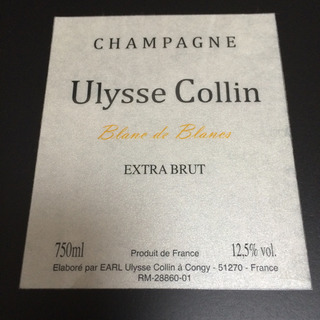 CHAMPAGNE
Ulysse Collin
Blanc de Blancs
EXTRA BRUT
750ml Produit de France 12,5% vol.
Elaboré par EARL Ulysse Collin à Congy - 51270 - France
RM-28860-01